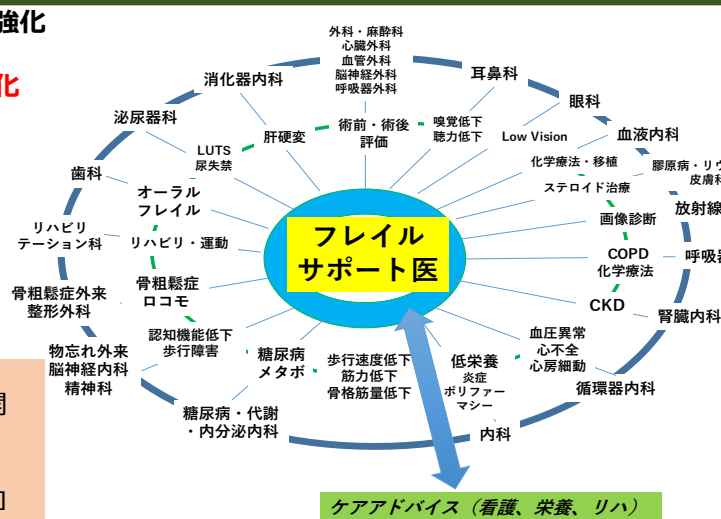 強化
化
外科・麻酔科
心臓外科
血管外科
脳神経外科
呼吸器外科
消化器内科
耳鼻科
泌尿器科
眼科
血液内科
膠原病・リウ
皮膚科
放射線
呼吸器
腎臓内科
循環器内科
内科
糖尿病・代謝
・内分泌内科
物忘れ外来
脳神経内科
精神科
骨粗鬆症外来
整形外科
リハビリ
テーション科
歯科
肝硬変
術前・術後
評価
嗅覚低下
聴力低下
Low Vision
化学療法・移植
ステロイド治療
画像診断
COPD
化学療法
CKD
血圧異常
心不全
心房細動
低栄養
炎症
ポリファー
マシー
歩行速度低下
筋力低下
骨格筋量低下
糖尿病
メタボ
認知機能低下
歩行障害
骨粗鬆症
ロコモ
リハビリ・運動
オーラル
フレイル
LUTS
尿失禁
フレイル
サポート医
ケアアドバイス（看護、栄養、リハ）